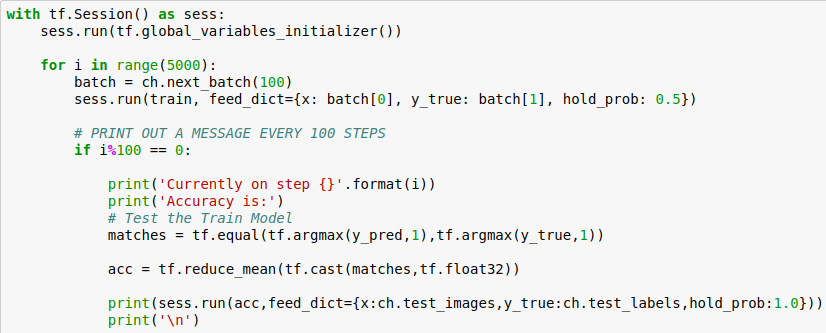 with tf.Session() as sess:
    sess.run(tf.global_variables_initializer())

    for i in range(5000):
        batch = ch.next_batch(100)
        sess.run(train, feed_dict={x: batch[0], y_true: batch[1], hold_prob: 0.5})

        # PRINT OUT A MESSAGE EVERY 100 STEPS
        if i%100 == 0:

            print('Currently on step {}'.format(i))
            print('Accuracy is:')
            # Test the Train Model
            matches = tf.equal(tf.argmax(y_pred,1),tf.argmax(y_true,1))

            acc = tf.reduce_mean(tf.cast(matches,tf.float32))

            print(sess.run(acc,feed_dict={x:ch.test_images,y_true:ch.test_labels,hold_prob:1.0}))
            print('\n')